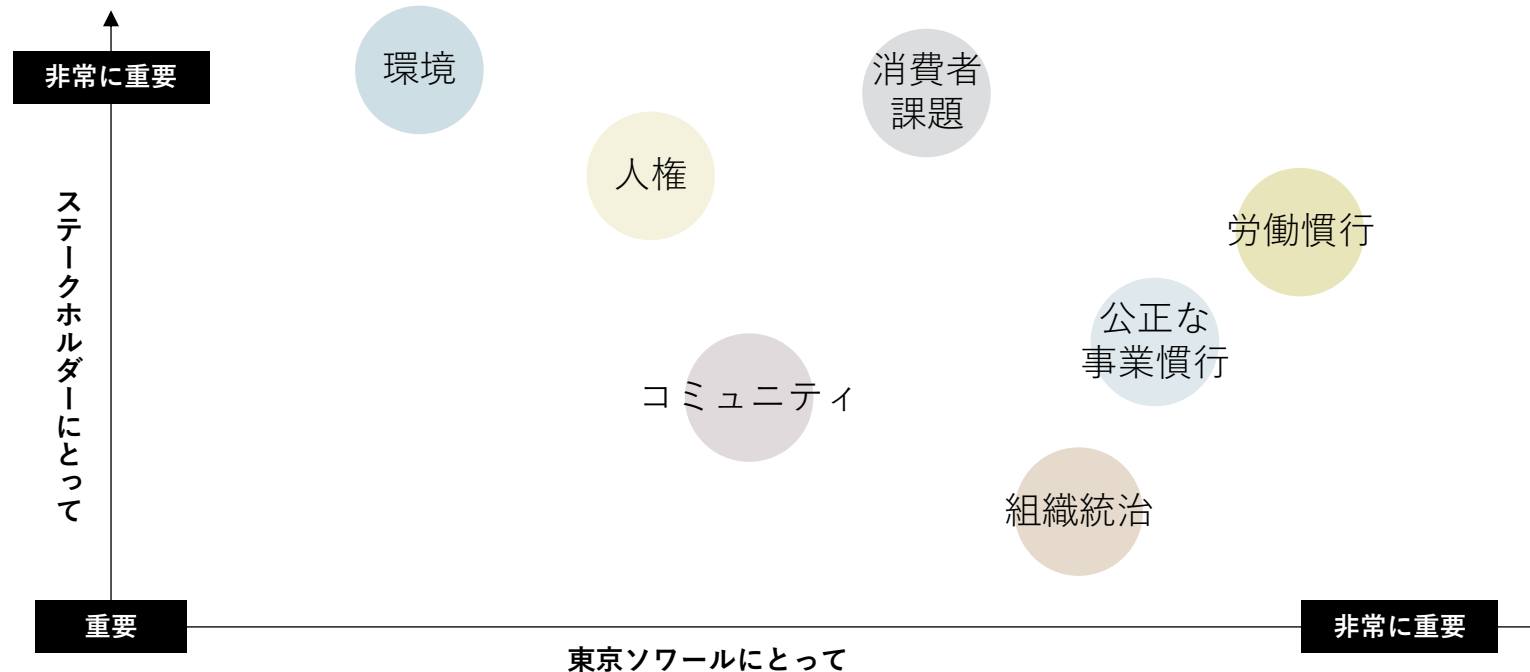 非常に重要
環境
消費者
課題
人権
ステークホルダーにとって
労働慣行
公正な
事業慣行
コミュニティ
組織統治
重要
非常に重要
東京ソワールにとって